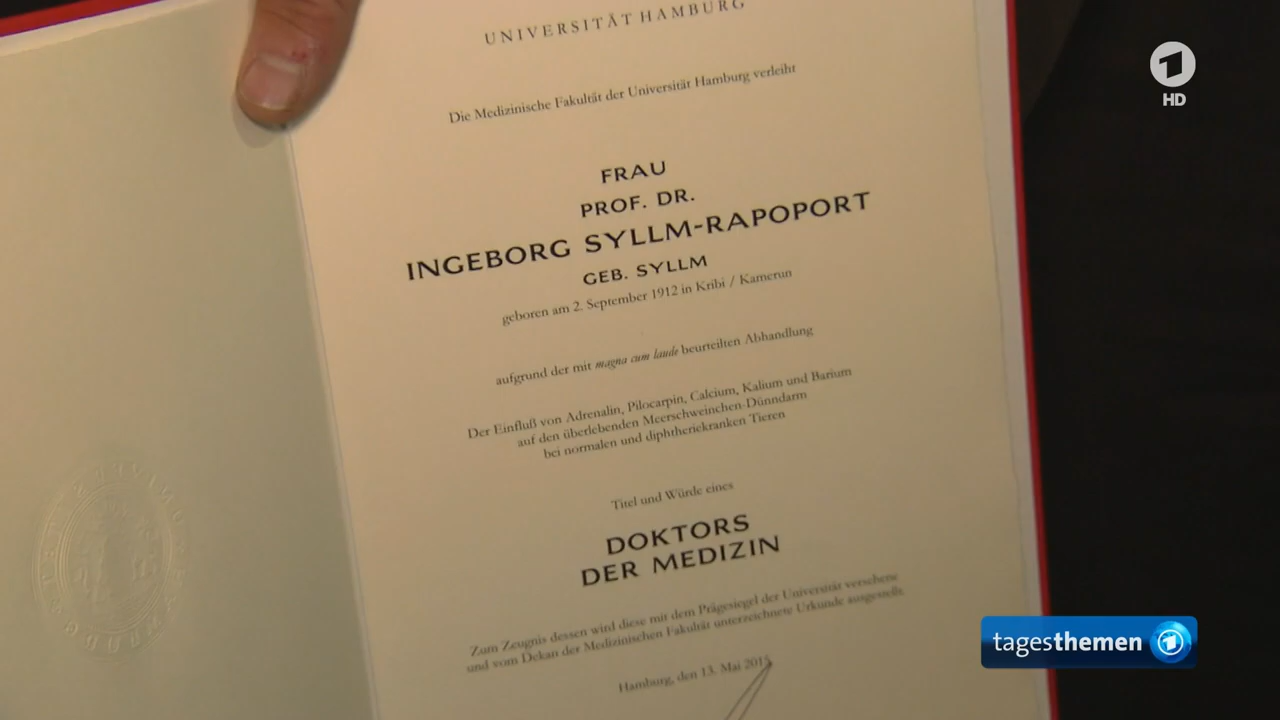 UNIVERSITÄT HAMBURG
Die Medizinische Fakultät der Universität Hamburg verleiht
FRAU
PROF. DR.
INGEBORG SYLLM-RAPOPORT
GEB. SYLLM
geboren am 2. September 1912 in Kribi / Kamerun
aufgrund der mit magna cum laude beurteilten Abhandlung
Der Einfluß von Adrenalin, Pilocarpin, Calcium, Kalium und Barium
auf den überlebenden Meerschweinchen-Dünndarm
bei normalen und diphtheriekranken Tieren
Titel und Würde eines
DOKTORS
DER MEDIZIN
Zum Zeugnis dessen wird diese mit dem Prägesiegel der Universität versehene
und vom Dekan der Medizinischen Fakultät unterzeichnete Urkunde ausgestellt.
Hamburg, den 13. Mai 2015
1
HD
tagesthemen 1